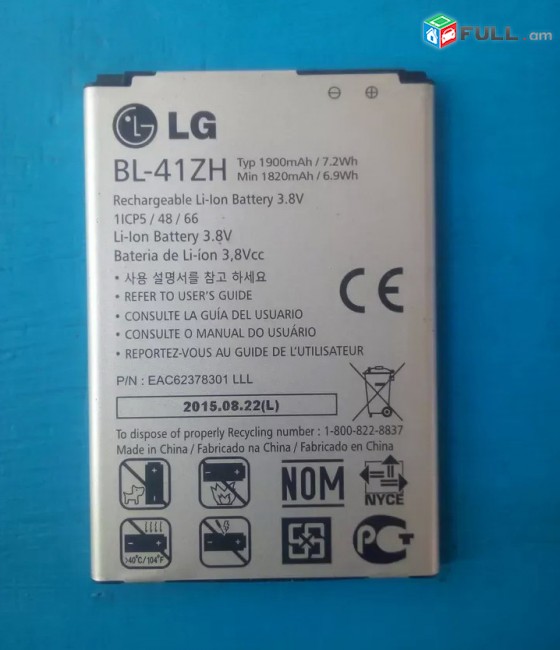 FULL.am
LG
BL-41ZH Typ 1900mAh / 7.2Wh
Min 1820mAh / 6.9Wh
Rechargeable Li-Ion Battery 3.8V
1ICP5 / 48 / 66
Li-Ion Battery 3.8V
Bateria de Li-íon 3,8Vcc
• 사용 설명서를 참고 하세요
• REFER TO USER'S GUIDE
• CONSULTE LA GUÍA DEL USUARIO
• CONSULTE O MANUAL DO USUÁRIO
• REPORTEZ-VOUS AU GUIDE DE L'UTILISATEUR
CE
P/N : EAC62378301 LLL
2015.08.22(L)
To dispose of properly Recycling number : 1-800-822-8837
Made in China / Fabricado na China / Fabricado en China
NOM
NYCE
>40°C/104°F
PCT